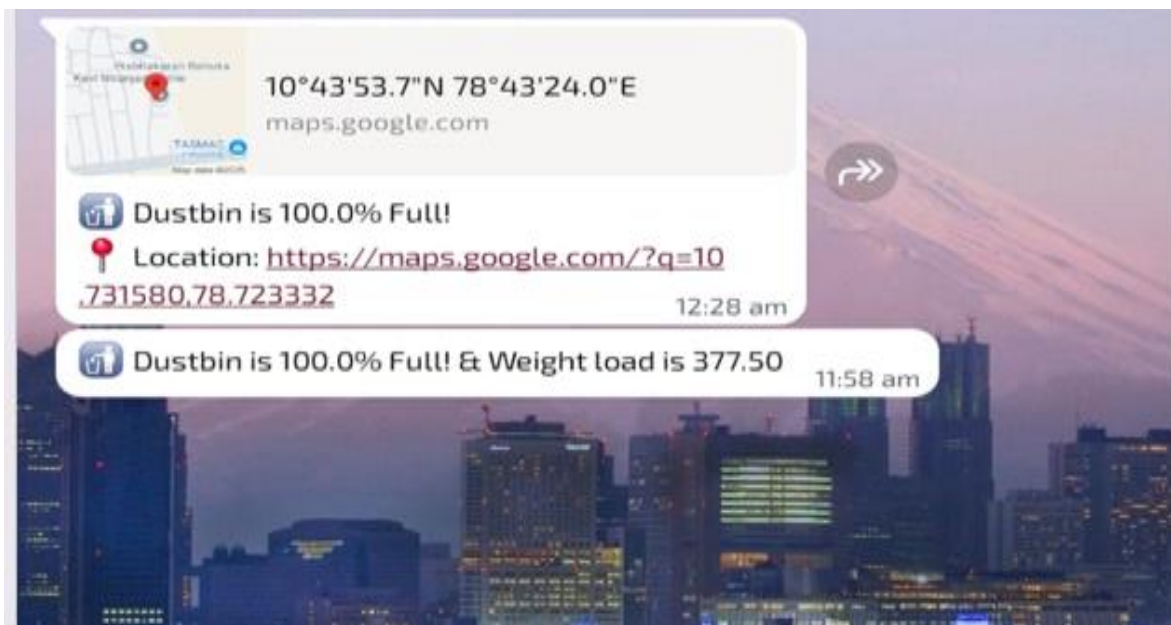 10°43'53.7"N 78°43'24.0"E
maps.google.com
TASMAC
🚮 Dustbin is 100.0% Full!
📍 Location: https://maps.google.com/?q=10
.731580,78.723332
12:28 am
🚮 Dustbin is 100.0% Full! & Weight load is 377.50
11:58 am